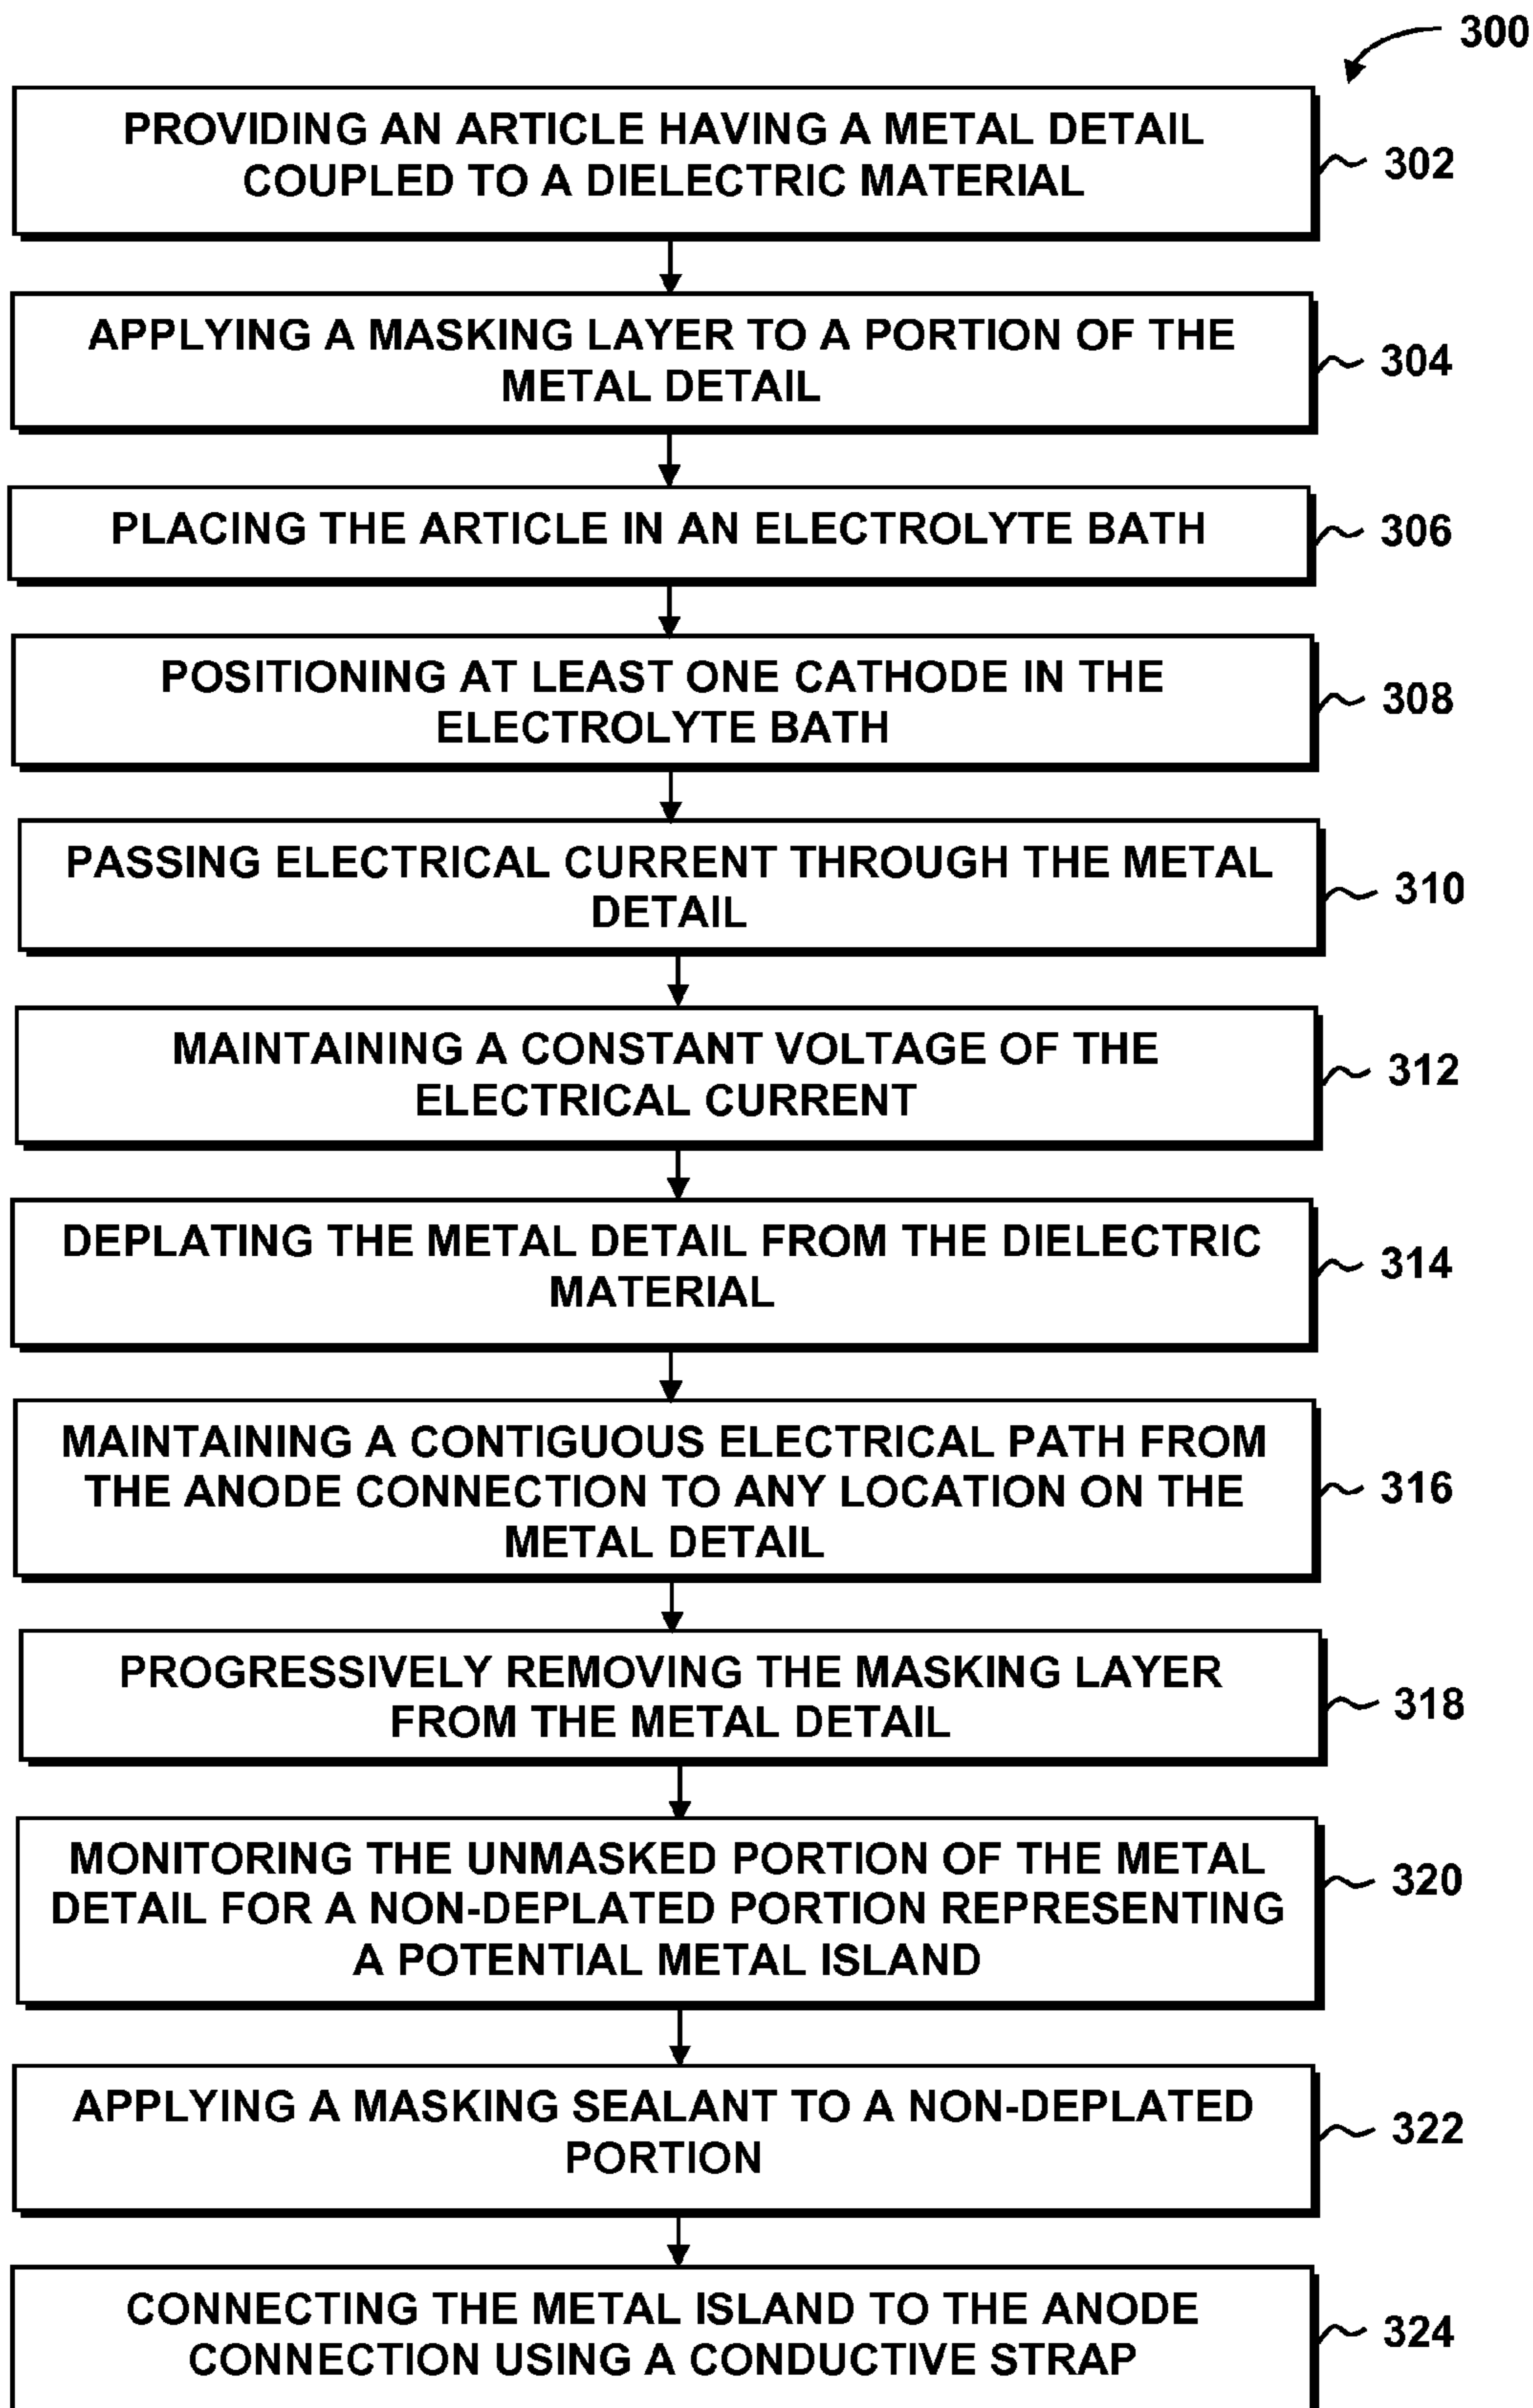 300
PROVIDING AN ARTICLE HAVING A METAL DETAIL
COUPLED TO A DIELECTRIC MATERIAL
302
APPLYING A MASKING LAYER TO A PORTION OF THE
METAL DETAIL
304
PLACING THE ARTICLE IN AN ELECTROLYTE BATH
306
POSITIONING AT LEAST ONE CATHODE IN THE
ELECTROLYTE BATH
308
PASSING ELECTRICAL CURRENT THROUGH THE METAL
DETAIL
310
MAINTAINING A CONSTANT VOLTAGE OF THE
ELECTRICAL CURRENT
312
DEPLATING THE METAL DETAIL FROM THE DIELECTRIC
MATERIAL
314
MAINTAINING A CONTIGUOUS ELECTRICAL PATH FROM
THE ANODE CONNECTION TO ANY LOCATION ON THE
METAL DETAIL
316
PROGRESSIVELY REMOVING THE MASKING LAYER
FROM THE METAL DETAIL
318
MONITORING THE UNMASKED PORTION OF THE METAL
DETAIL FOR A NON-DEPLATED PORTION REPRESENTING
A POTENTIAL METAL ISLAND
320
APPLYING A MASKING SEALANT TO A NON-DEPLATED
PORTION
322
CONNECTING THE METAL ISLAND TO THE ANODE
CONNECTION USING A CONDUCTIVE STRAP
324